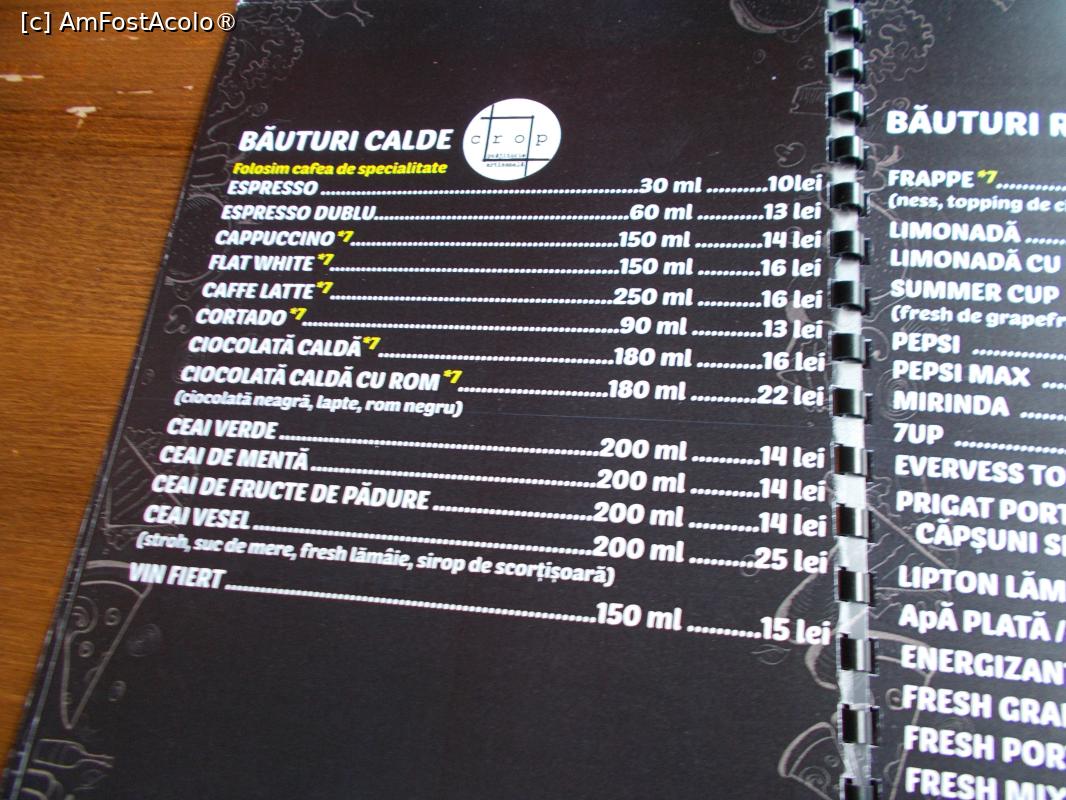 [c] AmFostAcolo®
BĂUTURI CALDE
crop
prăjitorie
artizanală
Folosim cafea de specialitate
ESPRESSO ........ 30 ml ........ 10lei
ESPRESSO DUBLU ........ 60 ml ........ 13 lei
CAPPUCCINO *7 ........ 150 ml ........ 14 lei
FLAT WHITE *7 ........ 150 ml ........ 16 lei
CAFFE LATTE *7 ........ 250 ml ........ 16 lei
CORTADO *7 ........ 90 ml ........ 13 lei
CIOCOLATĂ CALDĂ *7 ........ 180 ml ........ 16 lei
CIOCOLATĂ CALDĂ CU ROM *7 ........ 180 ml ........ 22 lei
(ciocolată neagră, lapte, rom negru)
CEAI VERDE ........ 200 ml ........ 14 lei
CEAI DE MENTĂ ........ 200 ml ........ 14 lei
CEAI DE FRUCTE DE PĂDURE ........ 200 ml ........ 14 lei
CEAI VESEL ........ 200 ml ........ 25 lei
(stroh, suc de mere, fresh lămâie, sirop de scorțișoară)
VIN FIERT ........ 150 ml ........ 15 lei
BĂUTURI R
FRAPPE *7 ........
(ness, topping de c
LIMONADĂ ........
LIMONADĂ CU
SUMMER CUP
(fresh de grapefr
PEPSI ........
PEPSI MAX ....
MIRINDA ........
7UP ........
EVERVESS TO
PRIGAT PORT
CĂPȘUNI
LIPTON LĂM
ApĂ PLATĂ /
ENERGIZANT
FRESH GRA
FRESH POR
FRESH MIX